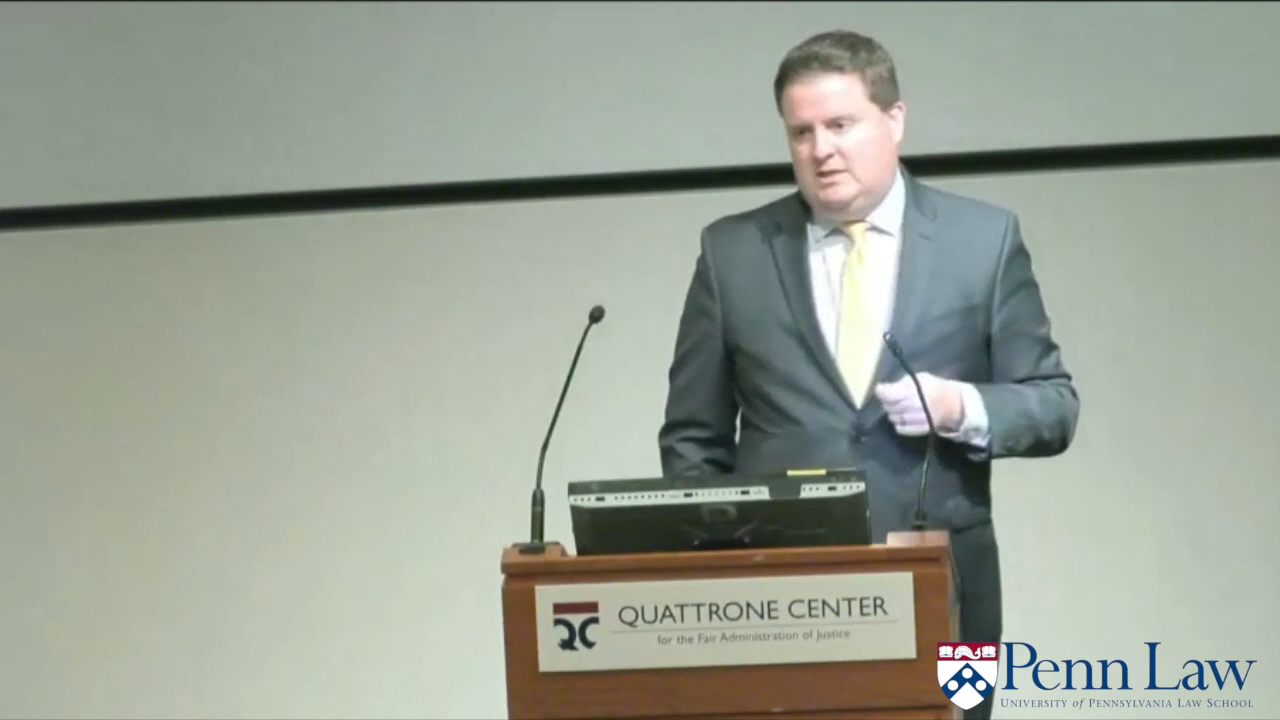 QC
QUATTRONE CENTER
for the Fair Administration of Justice
Penn Law
UNIVERSITY of PENNSYLVANIA LAW SCHOOL